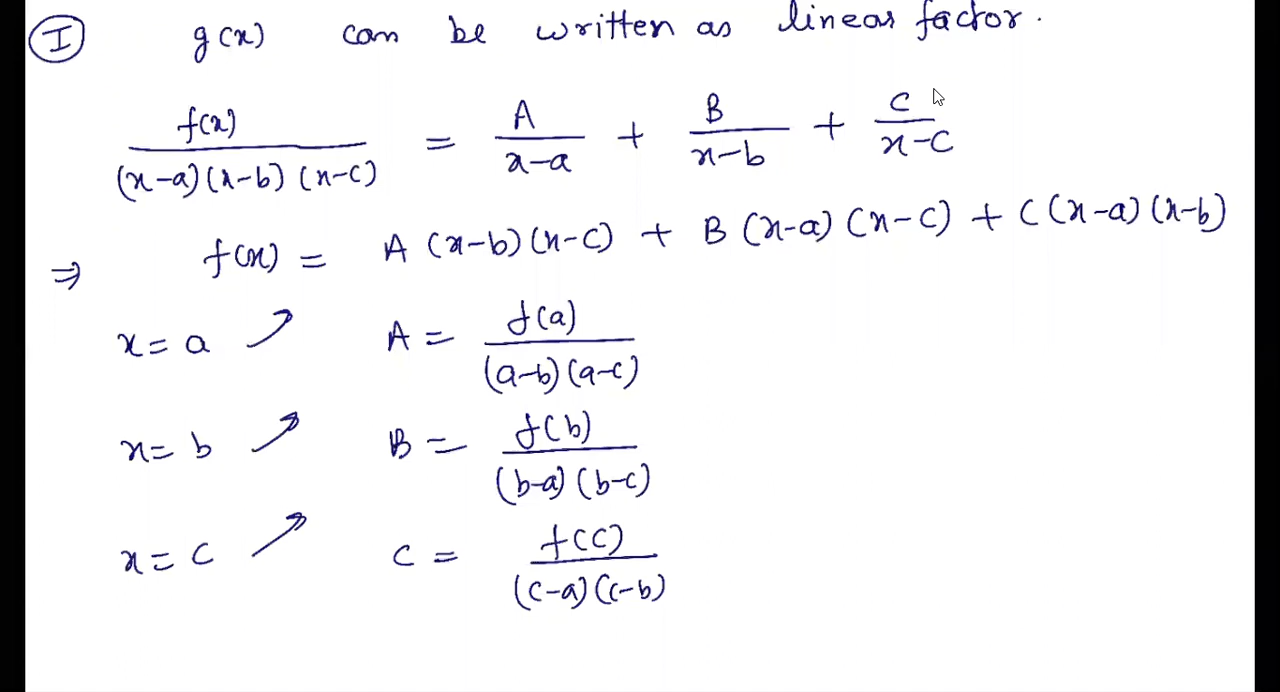 (I) g(x) can be written as linear factor.
f(x) / (x-a)(x-b)(x-c) = A / x-a + B / x-b + C / x-c
⇒ f(x) = A (x-b)(x-c) + B (x-a)(x-c) + C(x-a)(x-b)
x = a ↗ A = f(a) / (a-b)(a-c)
x = b ↗ B = f(b) / (b-a)(b-c)
x = c ↗ C = f(c) / (c-a)(c-b)